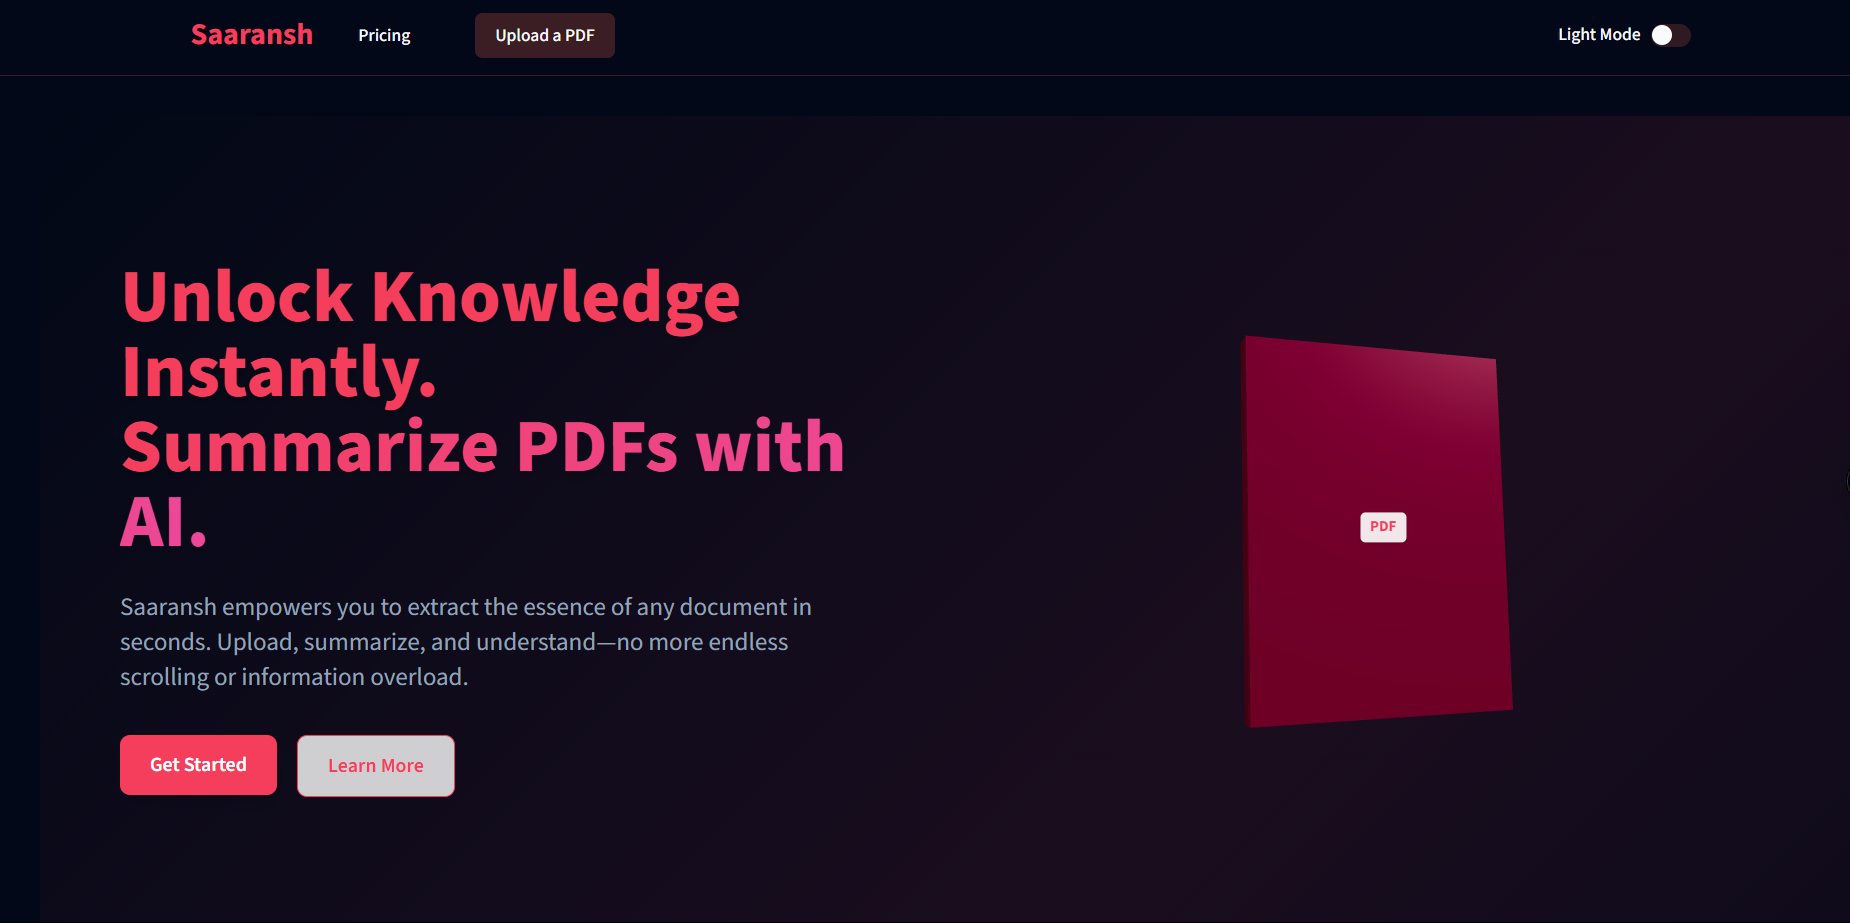 Saaransh
Pricing
Upload a PDF
Light Mode
Unlock Knowledge
Instantly.
Summarize PDFs with
AI.
Saaransh empowers you to extract the essence of any document in
seconds. Upload, summarize, and understand—no more endless
scrolling or information overload.
Get Started
Learn More
PDF